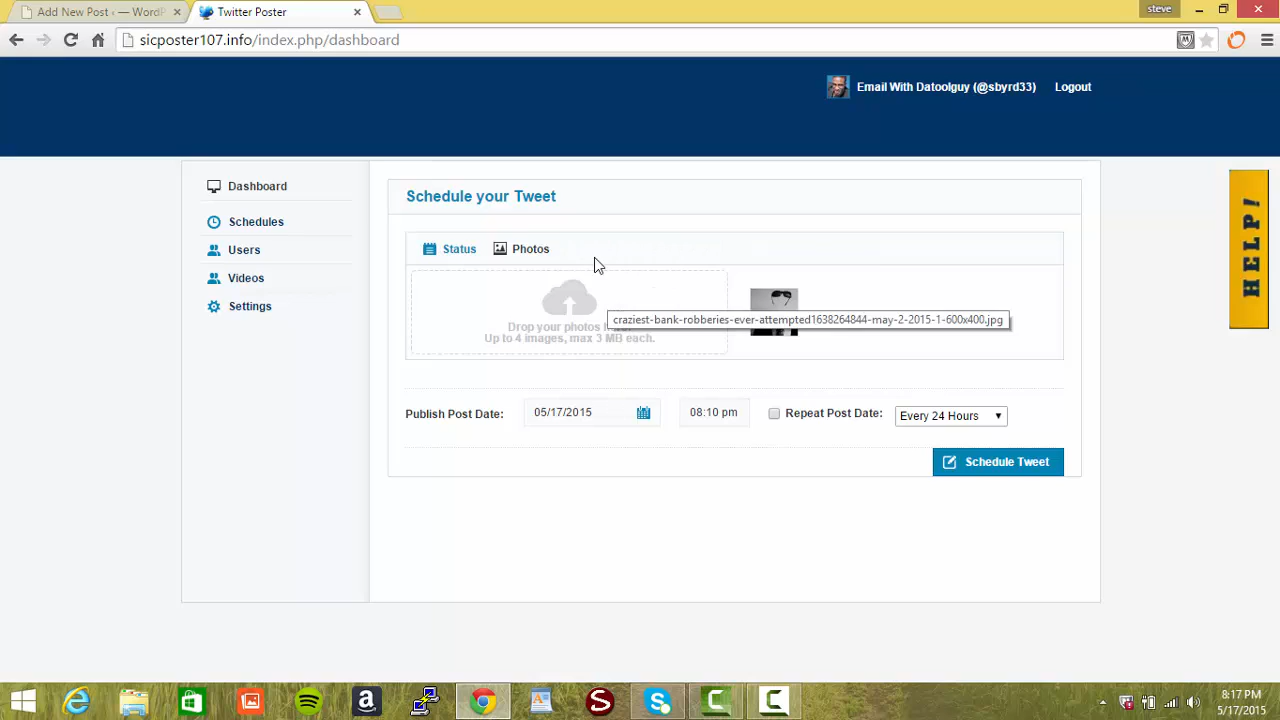 Add New Post ‹ — WordP
Twitter Poster
steve
sicposter107.info/index.php/dashboard
Email With Datoolguy (@sbyrd33)
Logout
Dashboard
Schedules
Users
Videos
Settings
Schedule your Tweet
Status
Photos
Drop your photos
Up to 4 images, max 3 MB each.
craziest-bank-robberies-ever-attempted1638264844-may-2-2015-1-600x400.jpg
Publish Post Date:
05/17/2015
08:10 pm
Repeat Post Date:
Every 24 Hours
Schedule Tweet
HELP!
8:17 PM
5/17/2015